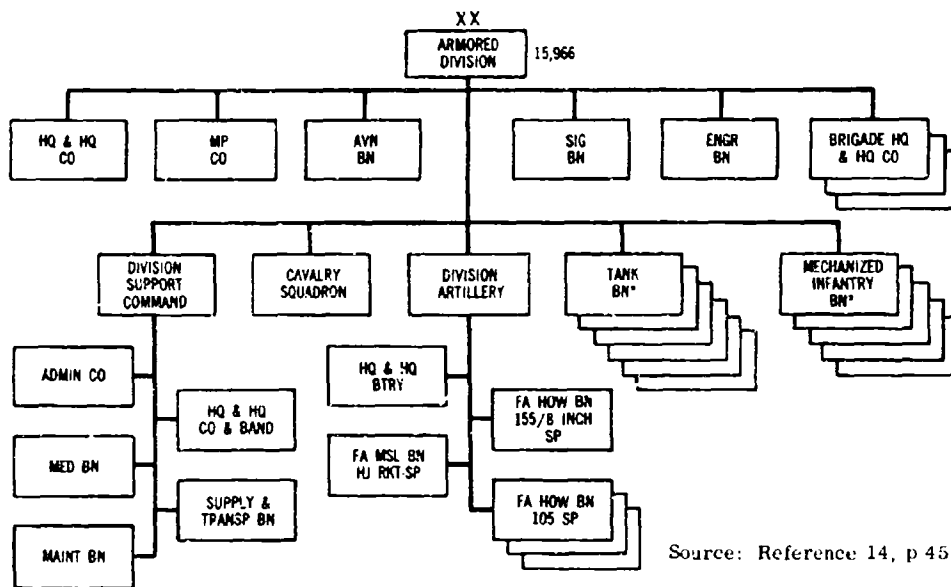 XX
ARMORED
DIVISION
15,966
HQ & HQ
CO
MP
CO
AVN
BN
SIG
BN
ENGR
BN
BRIGADE HQ
& HQ CO
DIVISION
SUPPORT
COMMAND
CAVALRY
SQUADRON
DIVISION
ARTILLERY
TANK
BN*
MECHANIZED
INFANTRY
BN*
ADMIN CO
HQ & HQ
CO & BAND
MED BN
SUPPLY &
TRANSP BN
MAINT BN
HQ & HQ
BTRY
FA HOW BN
155/8 INCH
SP
FA MSL BN
HJ RKT-SP
FA HOW BN
105 SP
Source: Reference 14, p 45